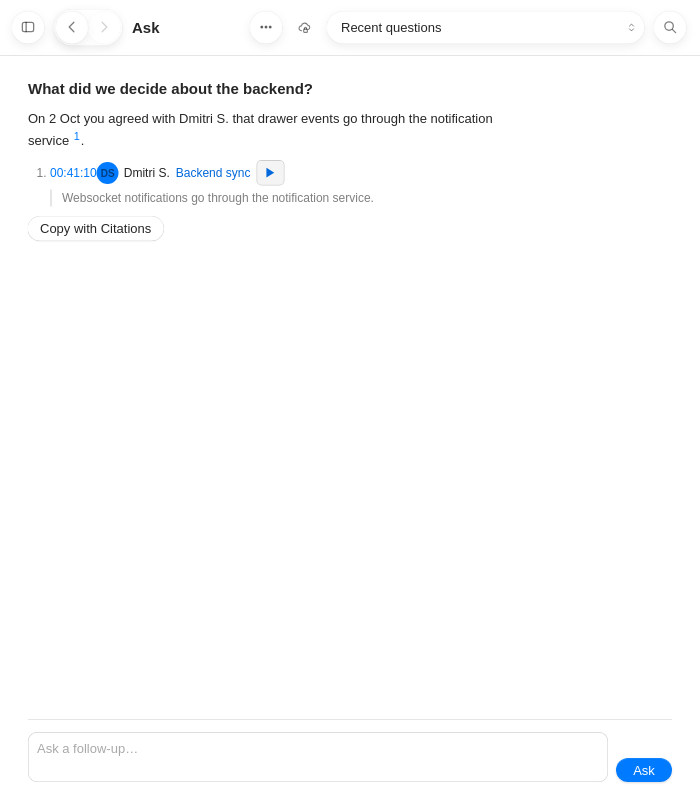 Ask
Recent questions
What did we decide about the backend?
On 2 Oct you agreed with Dmitri S. that drawer events go through the notification
service 1.
1. 00:41:10 DS Dmitri S. Backend sync
Websocket notifications go through the notification service.
Copy with Citations
Ask a follow-up…
Ask